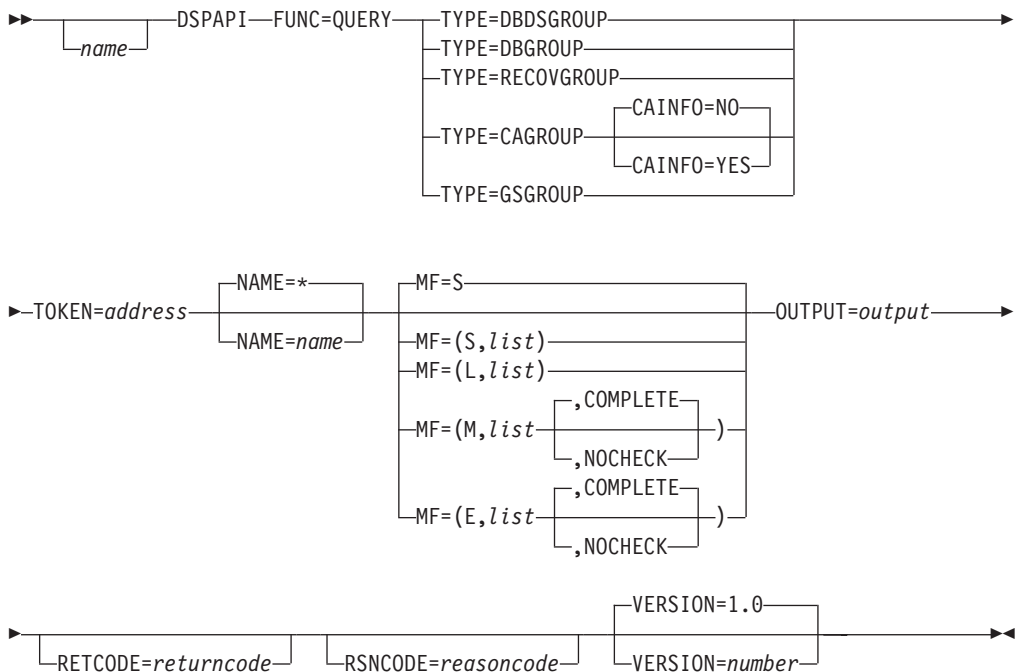 name DSPAPI FUNC=QUERY TYPE=DBDSGROUP
TYPE=DBGROUP
TYPE=RECOVGROUP
CAINFO=NO
TYPE=CAGROUP
CAINFO=YES
TYPE=GSGROUP
NAME=* MF=S
TOKEN=address OUTPUT=output
NAME=name MF=(S,list)
MF=(L,list)
,COMPLETE
MF=(M,list )
,NOCHECK
,COMPLETE
MF=(E,list )
,NOCHECK
VERSION=1.0
RETCODE=returncode RSNCODE=reasoncode VERSION=number